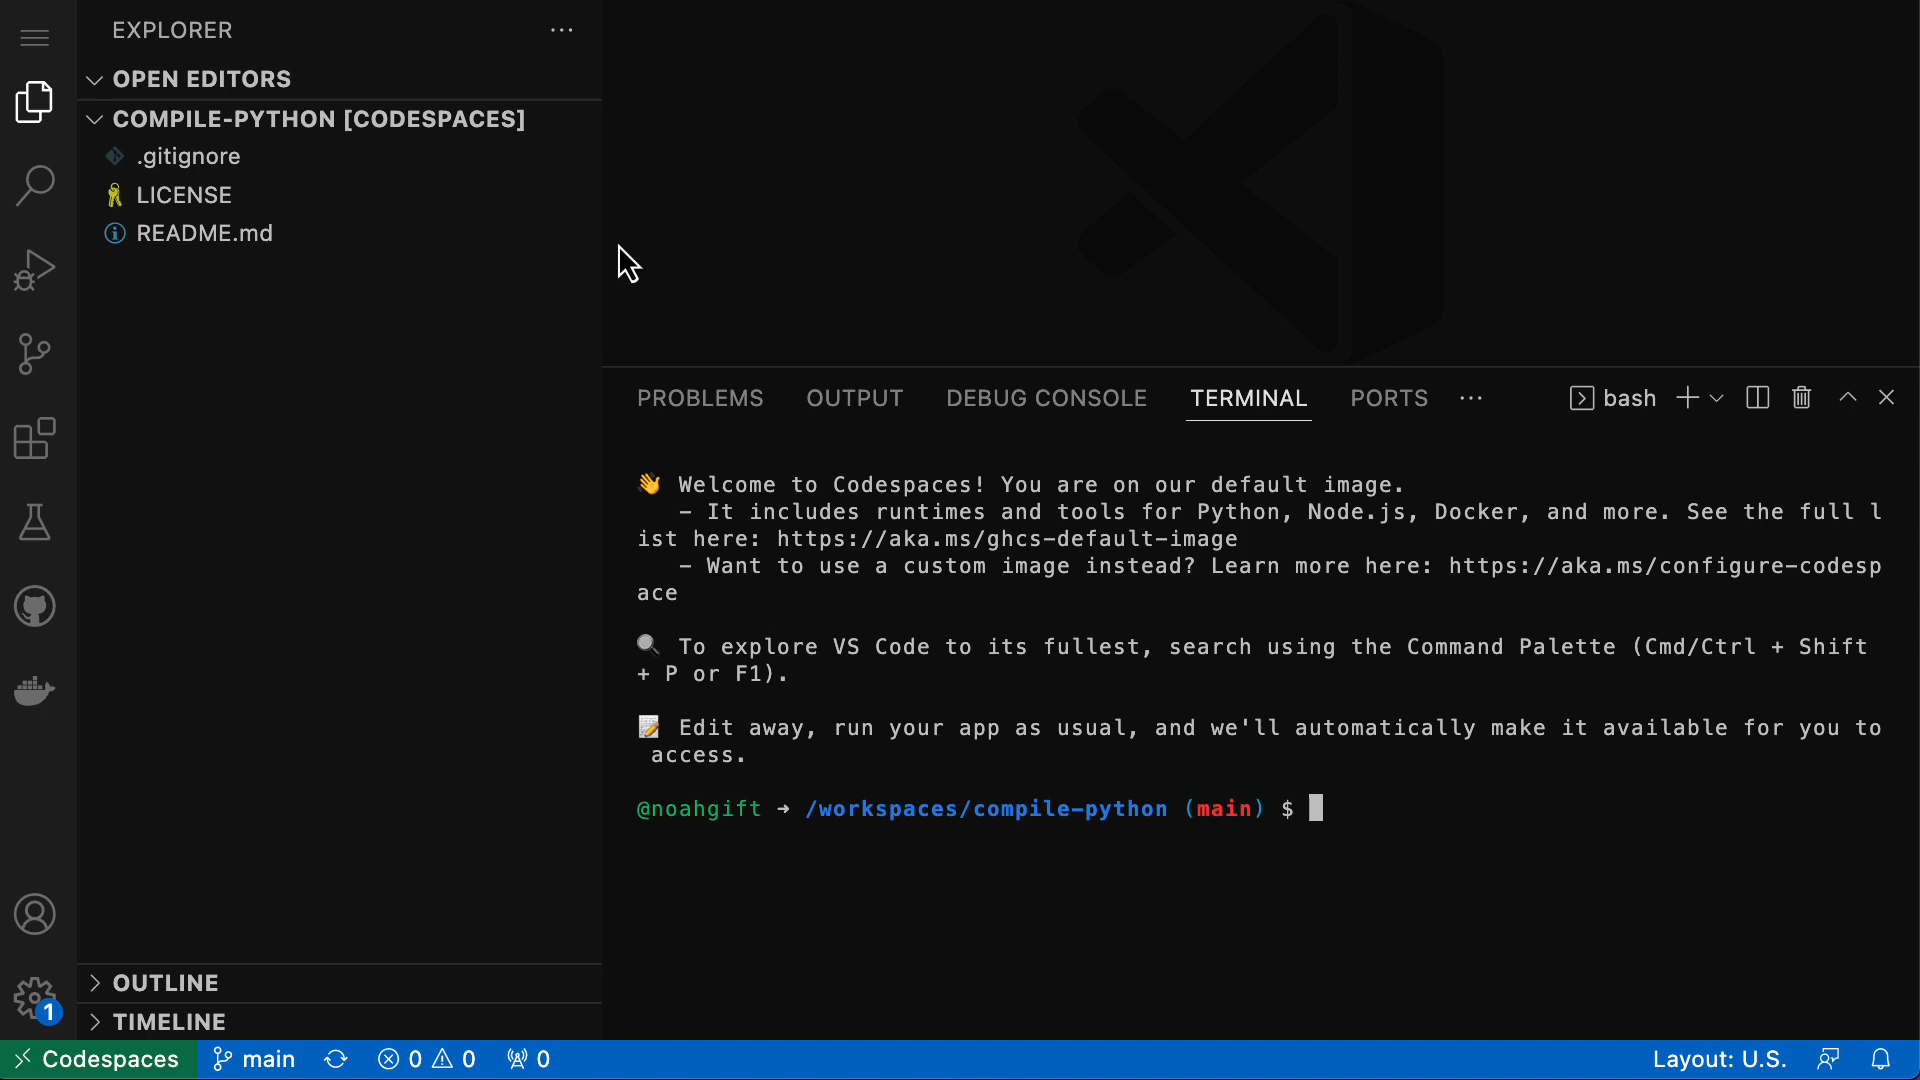 EXPLORER
OPEN EDITORS
COMPILE-PYTHON [CODESPACES]
.gitignore
LICENSE
README.md
OUTLINE
TIMELINE
PROBLEMS OUTPUT DEBUG CONSOLE TERMINAL PORTS bash
👋 Welcome to Codespaces! You are on our default image.
- It includes runtimes and tools for Python, Node.js, Docker, and more. See the full l
ist here: https://aka.ms/ghcs-default-image
- Want to use a custom image instead? Learn more here: https://aka.ms/configure-codesp
ace
🔍 To explore VS Code to its fullest, search using the Command Palette (Cmd/Ctrl + Shift
+ P or F1).
📝 Edit away, run your app as usual, and we'll automatically make it available for you to
access.
@noahgift ➜ /workspaces/compile-python (main) $
1
Codespaces main 0 0 0 Layout: U.S.